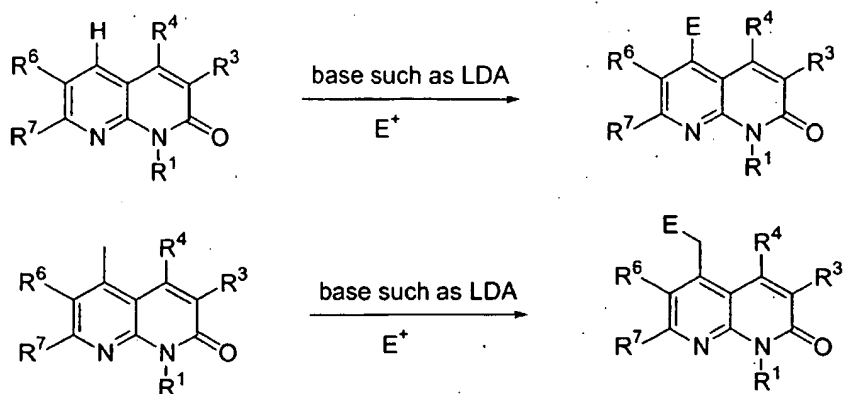 H R⁴
R⁶ R³
R⁷ N N O
R¹
base such as LDA
E⁺
E R⁴
R⁶ R³
R⁷ N N O
R¹
R⁴
R⁶ R³
R⁷ N N O
R¹
base such as LDA
E⁺
E R⁴
R⁶ R³
R⁷ N N O
R¹